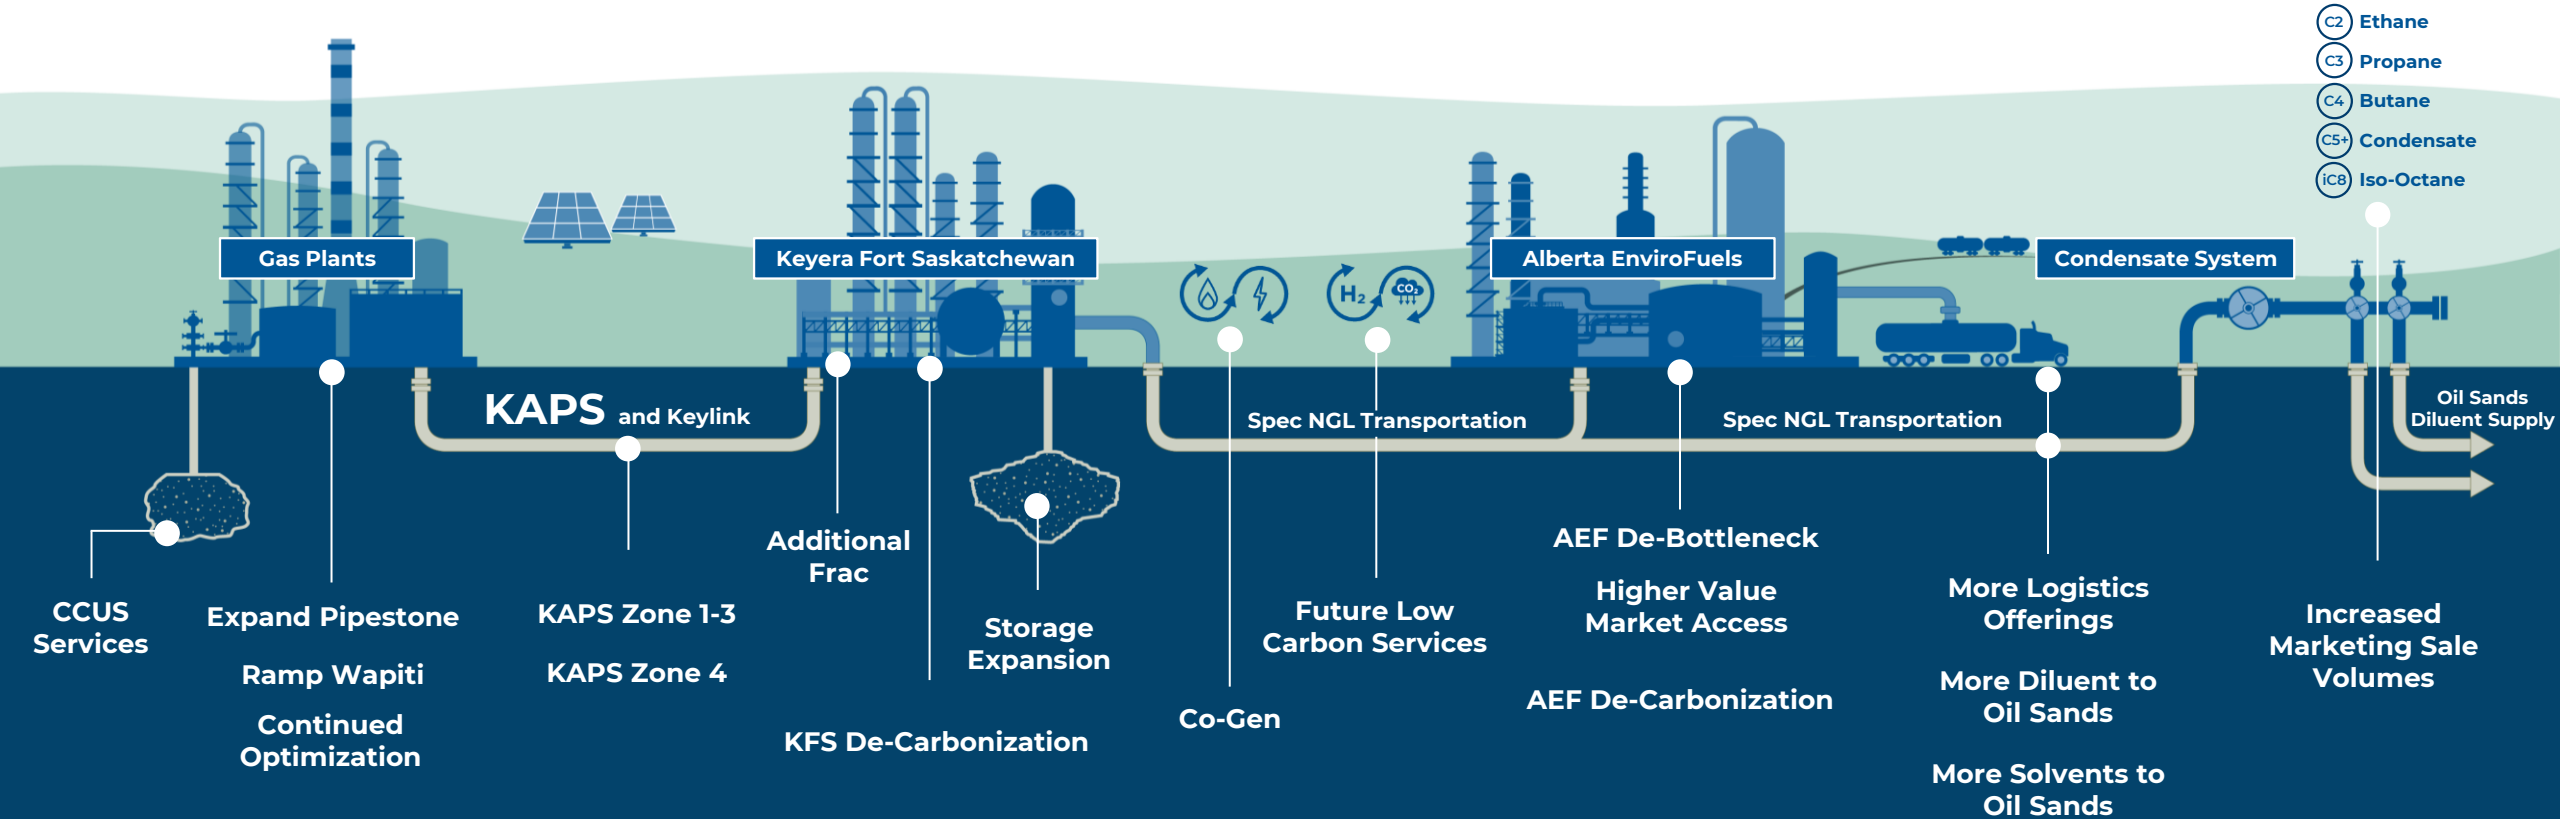 C2 Ethane
C3 Propane
C4 Butane
C5+ Condensate
iC8 Iso-Octane
Gas Plants
Keyera Fort Saskatchewan
Alberta EnviroFuels
Condensate System
H2
CO2
KAPS and Keylink
Spec NGL Transportation
Spec NGL Transportation
Oil Sands
Diluent Supply
CCUS
Services
Expand Pipestone
Ramp Wapiti
Continued
Optimization
KAPS Zone 1-3
KAPS Zone 4
Additional
Frac
KFS De-Carbonization
Storage
Expansion
Co-Gen
Future Low
Carbon Services
AEF De-Bottleneck
Higher Value
Market Access
AEF De-Carbonization
More Logistics
Offerings
More Diluent to
Oil Sands
More Solvents to
Oil Sands
Increased
Marketing Sale
Volumes